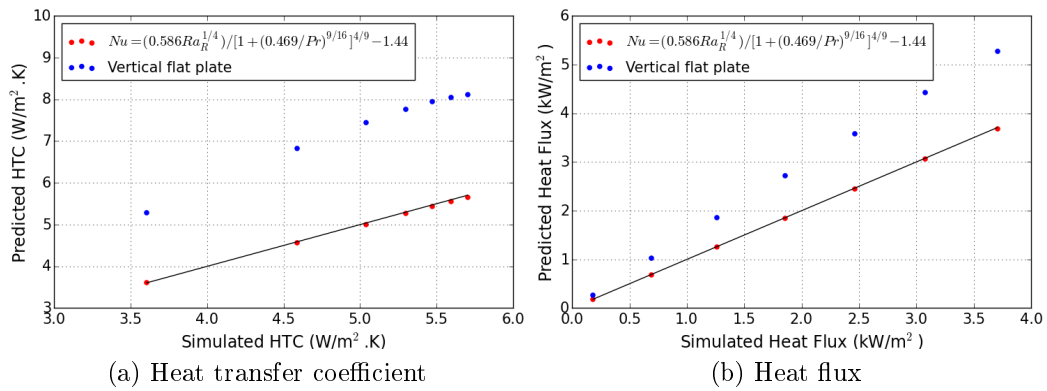 10
9
8
7
6
5
4
3
Predicted HTC (W/m² .K)
Nu=(0.586Ra_R^{1/4})/[1+(0.469/Pr)^{9/16}]^{4/9}−1.44
Vertical flat plate
3.0 3.5 4.0 4.5 5.0 5.5 6.0
Simulated HTC (W/m² .K)
(a) Heat transfer coefficient
6
5
4
3
2
1
0
Predicted Heat Flux (kW/m² )
Nu=(0.586Ra_R^{1/4})/[1+(0.469/Pr)^{9/16}]^{4/9}−1.44
Vertical flat plate
0.0 0.5 1.0 1.5 2.0 2.5 3.0 3.5 4.0
Simulated Heat Flux (kW/m² )
(b) Heat flux